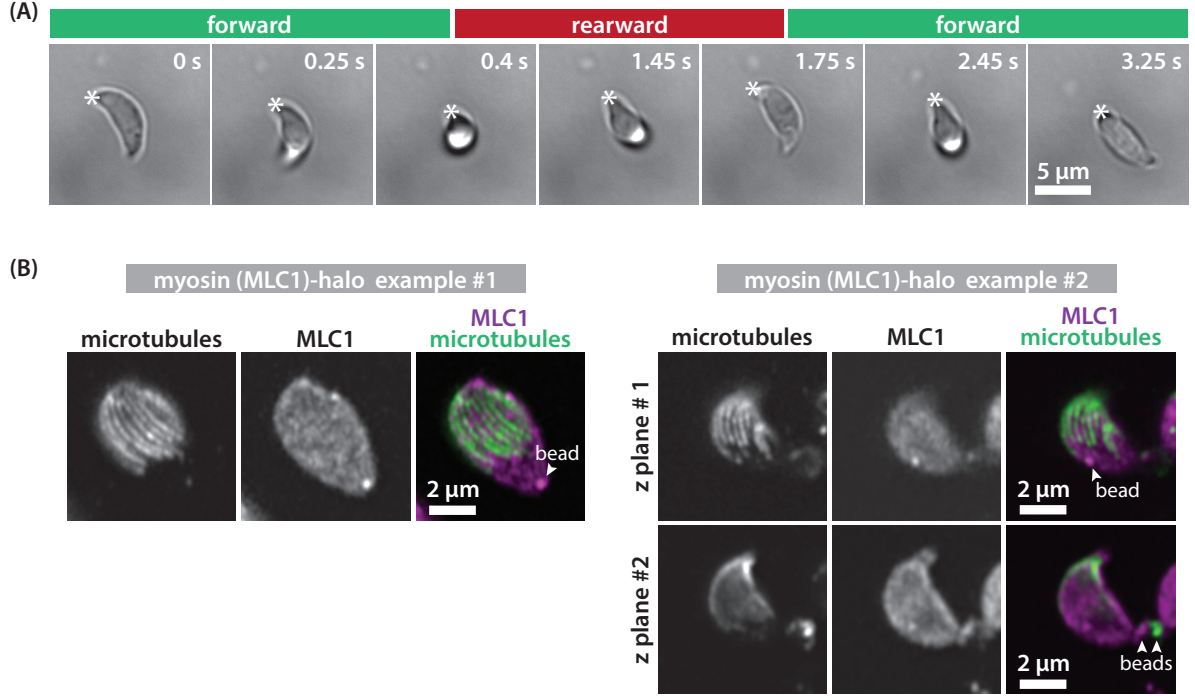 (A)
forward rearward forward
0 s 0.25 s 0.4 s 1.45 s 1.75 s 2.45 s 3.25 s
* * * * * * *
5 µm
(B)
myosin (MLC1)-halo example #1
microtubules MLC1 MLC1
microtubules
bead
2 µm
myosin (MLC1)-halo example #2
microtubules MLC1 MLC1
microtubules
z plane # 1
bead
2 µm
z plane #2
beads
2 µm